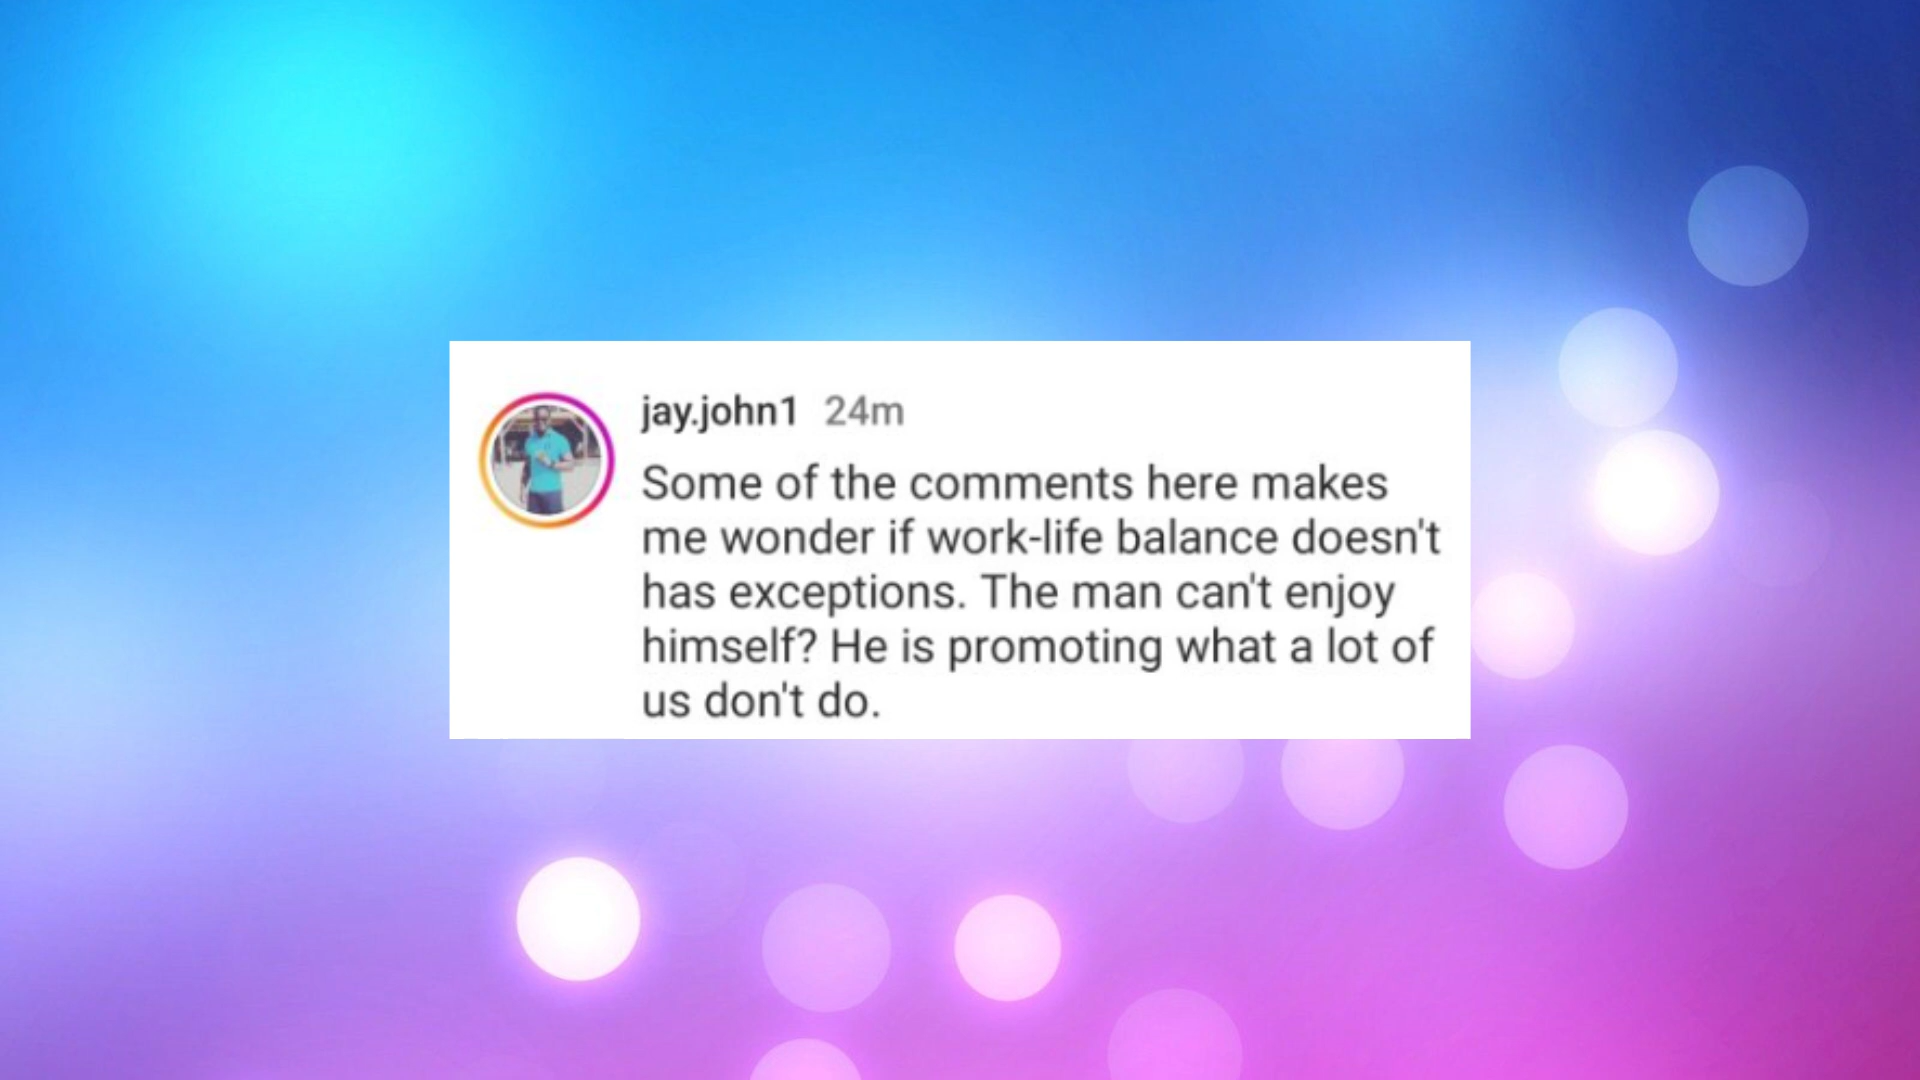 jay.john1 24m
Some of the comments here makes
me wonder if work-life balance doesn't
has exceptions. The man can't enjoy
himself? He is promoting what a lot of
us don't do.